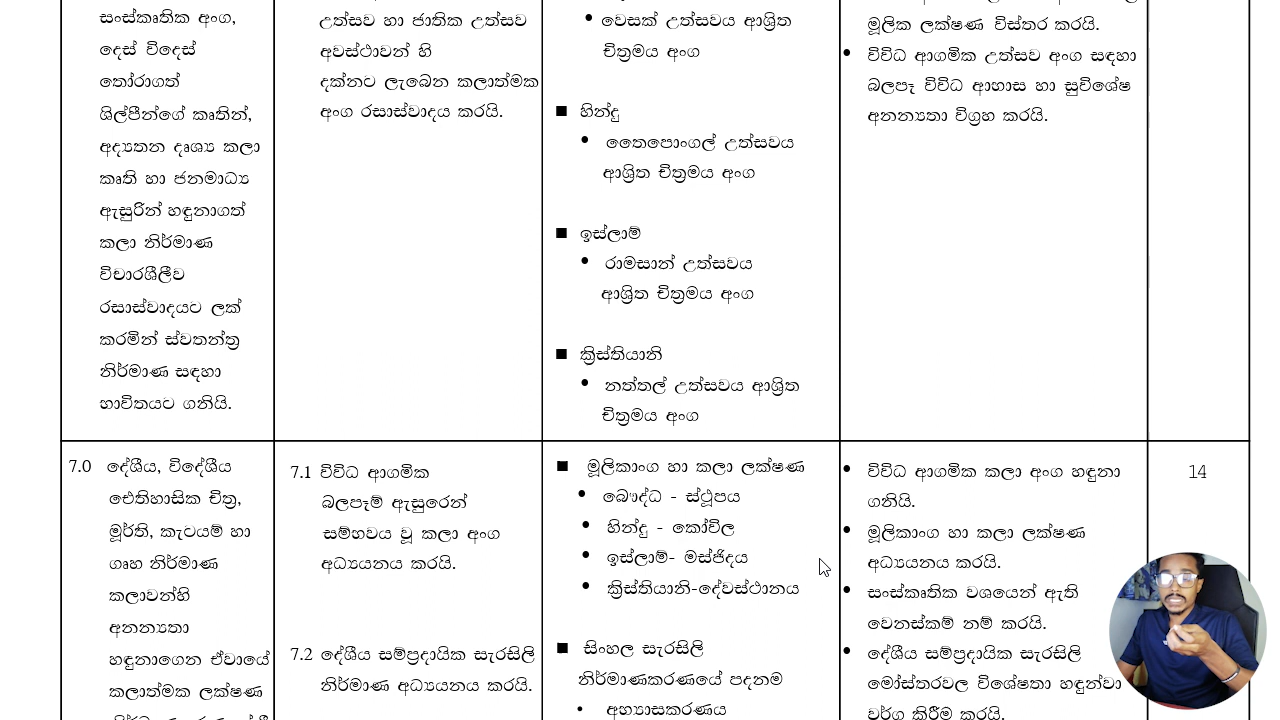 සංස්කෘතික අංග,
දෙස් විදෙස්
තෝරාගත්
ශිල්පීන්ගේ කෘතින්,
අද්‍යතන දෘශ්‍ය කලා
කෘති හා ජනමාධ්‍ය
ඇසුරින් හඳුනාගත්
කලා නිර්මාණ
විචාරශීලීව
රසාස්වාදයට ලක්
කරමින් ස්වතන්ත්‍ර
නිර්මාණ සඳහා
භාවිතයට ගනියි.
උත්සව හා ජාතික උත්සව
අවස්ථාවන් හි
දක්නට ලැබෙන කලාත්මක
අංග රසාස්වාදය කරයි.
• වෙසක් උත්සවය ආශ්‍රිත
චිත්‍රමය අංග
■ හින්දු
• තෛපොංගල් උත්සවය
ආශ්‍රිත චිත්‍රමය අංග
■ ඉස්ලාම්
• රාමසාන් උත්සවය
ආශ්‍රිත චිත්‍රමය අංග
■ ක්‍රිස්තියානි
• නත්තල් උත්සවය ආශ්‍රිත
චිත්‍රමය අංග
මූලික ලක්ෂණ විස්තර කරයි.
• විවිධ ආගමික උත්සව අංග සඳහා
බලපෑ විවිධ ආභාස හා සුවිශේෂ
අනන්‍යතා විග්‍රහ කරයි.
7.0 දේශීය, විදේශීය
ඓතිහාසික චිත්‍ර,
මූර්ති, කැටයම් හා
ගෘහ නිර්මාණ
කලාවන්හි
අනන්‍යතා
හඳුනාගෙන ඒවායේ
කලාත්මක ලක්ෂණ
7.1 විවිධ ආගමික
බලපෑම් ඇසුරෙන්
සම්භවය වූ කලා අංග
අධ්‍යයනය කරයි.
7.2 දේශීය සම්ප්‍රදායික සැරසිලි
නිර්මාණ අධ්‍යයනය කරයි.
■ මූලිකාංග හා කලා ලක්ෂණ
• බෞද්ධ - ස්ථූපය
• හින්දු - කෝවිල
• ඉස්ලාම්- මස්ජිදය
• ක්‍රිස්තියානි-දේවස්ථානය
■ සිංහල සැරසිලි
නිර්මාණකරණයේ පදනම
• අභ්‍යාසකරණය
• විවිධ ආගමික කලා අංග හඳුනා
ගනියි.
• මූලිකාංග හා කලා ලක්ෂණ
අධ්‍යයනය කරයි.
• සංස්කෘතික වශයෙන් ඇති
වෙනස්කම් නම් කරයි.
• දේශීය සම්ප්‍රදායික සැරසිලි
මෝස්තරවල විශේෂතා හඳුන්වා
වර්ග කිරීම කරයි.
14